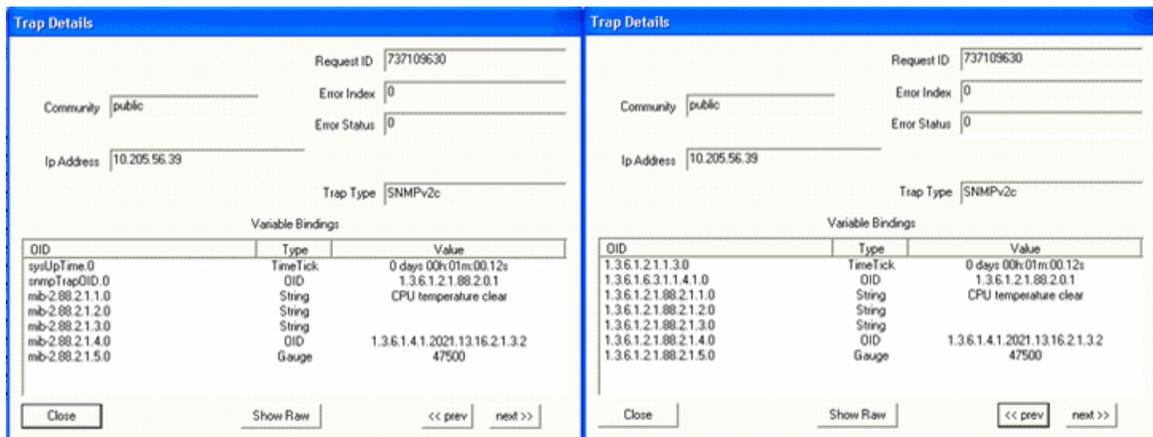 Trap Details
Request ID 737109630
Error Index 0
Community public
Error Status 0
Ip Address 10.205.56.39
Trap Type SNMPv2c
Variable Bindings
OID Type Value
sysUpTime.0 TimeTick 0 days 00h:01m:00.12s
snmpTrapOID.0 OID 1.3.6.1.2.1.88.2.0.1
mib-2.88.2.1.1.0 String CPU temperature clear
mib-2.88.2.1.2.0 String
mib-2.88.2.1.3.0 String
mib-2.88.2.1.4.0 OID 1.3.6.1.4.1.2021.13.16.2.1.3.2
mib-2.88.2.1.5.0 Gauge 47500
Close Show Raw << prev next >>
Trap Details
Request ID 737109630
Error Index 0
Community public
Error Status 0
Ip Address 10.205.56.39
Trap Type SNMPv2c
Variable Bindings
OID Type Value
1.3.6.1.2.1.1.3.0 TimeTick 0 days 00h:01m:00.12s
1.3.6.1.6.3.1.1.4.1.0 OID 1.3.6.1.2.1.88.2.0.1
1.3.6.1.2.1.88.2.1.1.0 String CPU temperature clear
1.3.6.1.2.1.88.2.1.2.0 String
1.3.6.1.2.1.88.2.1.3.0 String
1.3.6.1.2.1.88.2.1.4.0 OID 1.3.6.1.4.1.2021.13.16.2.1.3.2
1.3.6.1.2.1.88.2.1.5.0 Gauge 47500
Close Show Raw << prev next >>